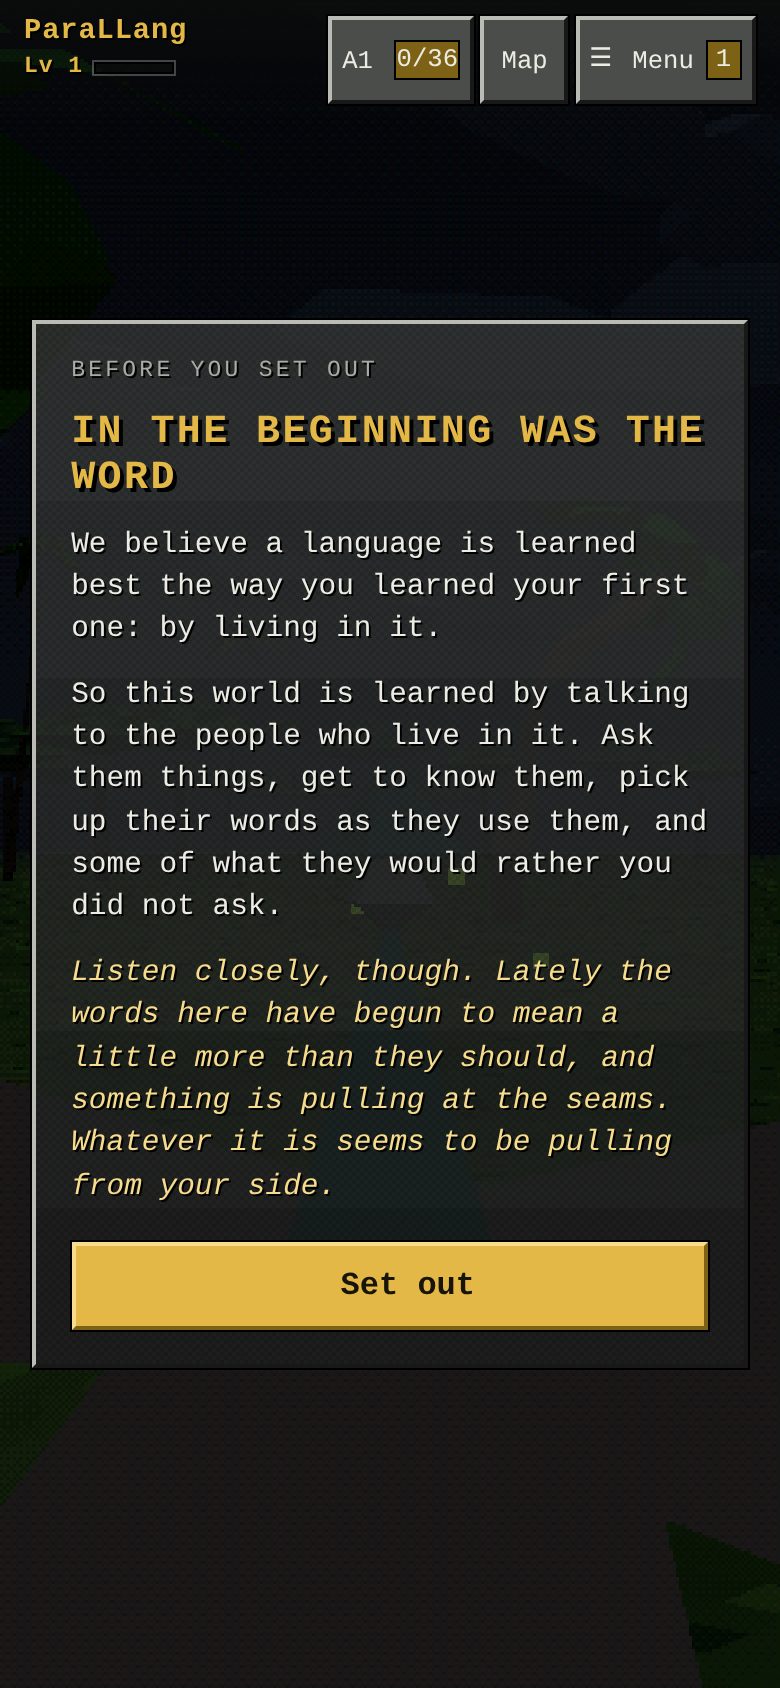 ParaLLang
Lv 1
A1 0/36
Map
☰ Menu 1
BEFORE YOU SET OUT
IN THE BEGINNING WAS THE
WORD
We believe a language is learned
best the way you learned your first
one: by living in it.
So this world is learned by talking
to the people who live in it. Ask
them things, get to know them, pick
up their words as they use them, and
some of what they would rather you
did not ask.
Listen closely, though. Lately the
words here have begun to mean a
little more than they should, and
something is pulling at the seams.
Whatever it is seems to be pulling
from your side.
Set out